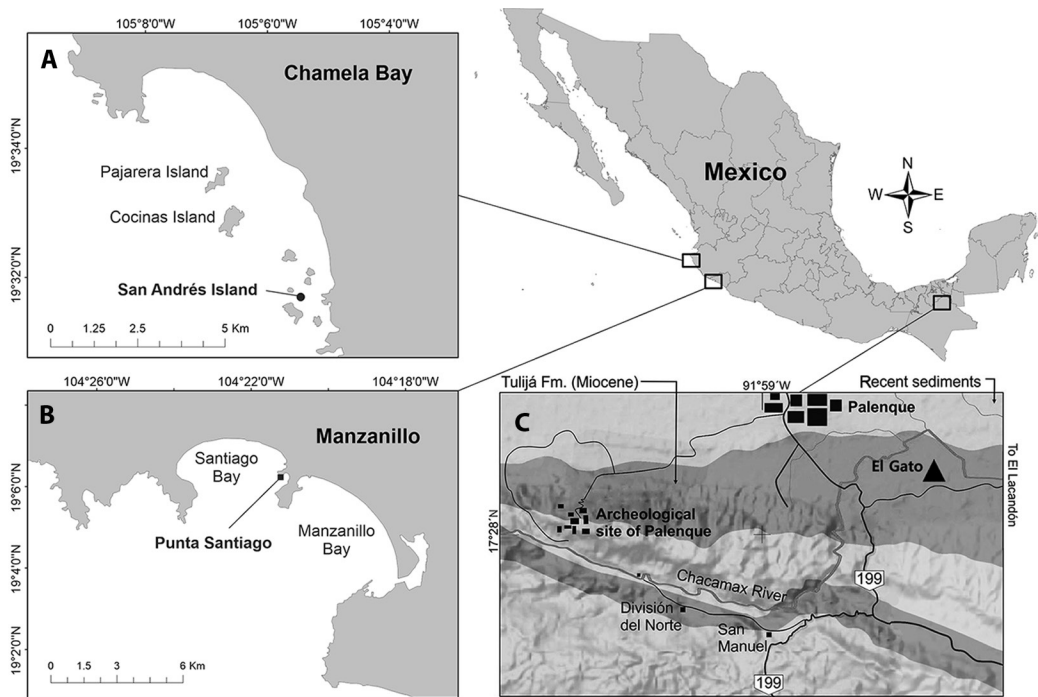 105°8'0"W
105°6'0"W
105°4'0"W
A
Chamela Bay
19°34'0"N
Pajarera Island
Cocinas Island
19°32'0"N
San Andrés Island
0 1.25 2.5 5 Km
Mexico
N
W E
S
104°26'0"W
104°22'0"W
104°18'0"W
B
Manzanillo
Santiago
Bay
19°6'0"N
Punta Santiago
Manzanillo
Bay
19°4'0"N
19°2'0"N
0 1.5 3 6 Km
Tulijá Fm. (Miocene)
91°59'W
Recent sediments
C
Palenque
El Gato
To El Lacandón
Archeological
site of Palenque
17°28'N
Chacamax River
199
División
del Norte
San
Manuel
199